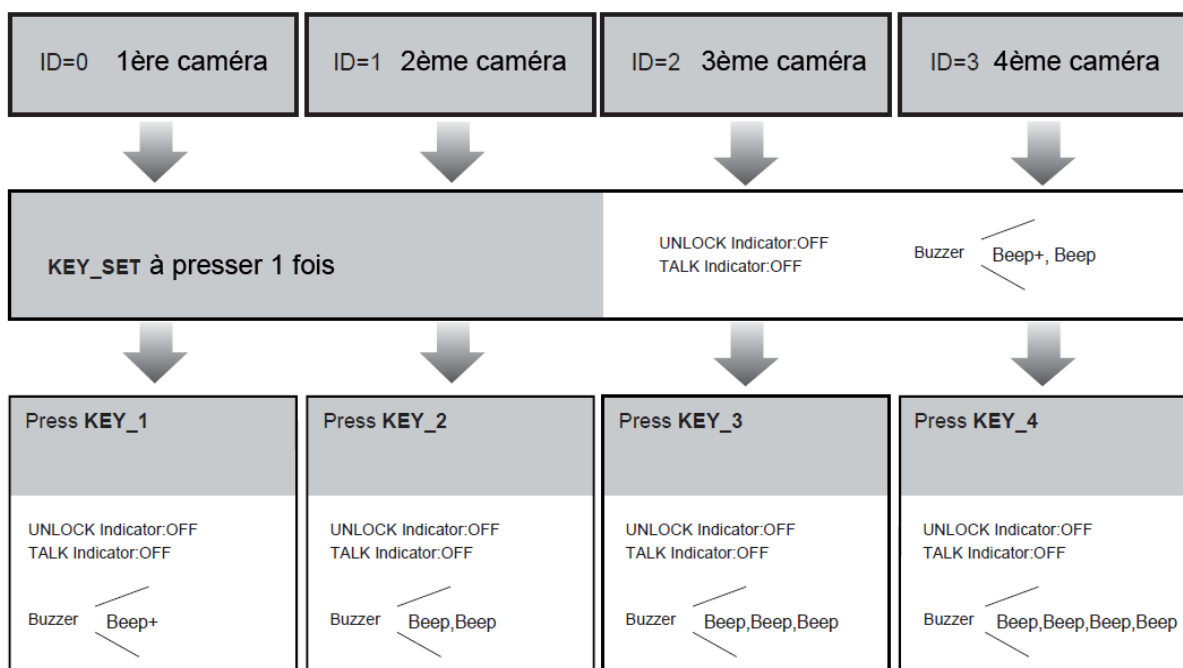 ID=0 1ère caméra
ID=1 2ème caméra
ID=2 3ème caméra
ID=3 4ème caméra
KEY_SET à presser 1 fois
UNLOCK Indicator:OFF
TALK Indicator:OFF
Buzzer Beep+, Beep
Press KEY_1
UNLOCK Indicator:OFF
TALK Indicator:OFF
Buzzer Beep+
Press KEY_2
UNLOCK Indicator:OFF
TALK Indicator:OFF
Buzzer Beep,Beep
Press KEY_3
UNLOCK Indicator:OFF
TALK Indicator:OFF
Buzzer Beep,Beep,Beep
Press KEY_4
UNLOCK Indicator:OFF
TALK Indicator:OFF
Buzzer Beep,Beep,Beep,Beep